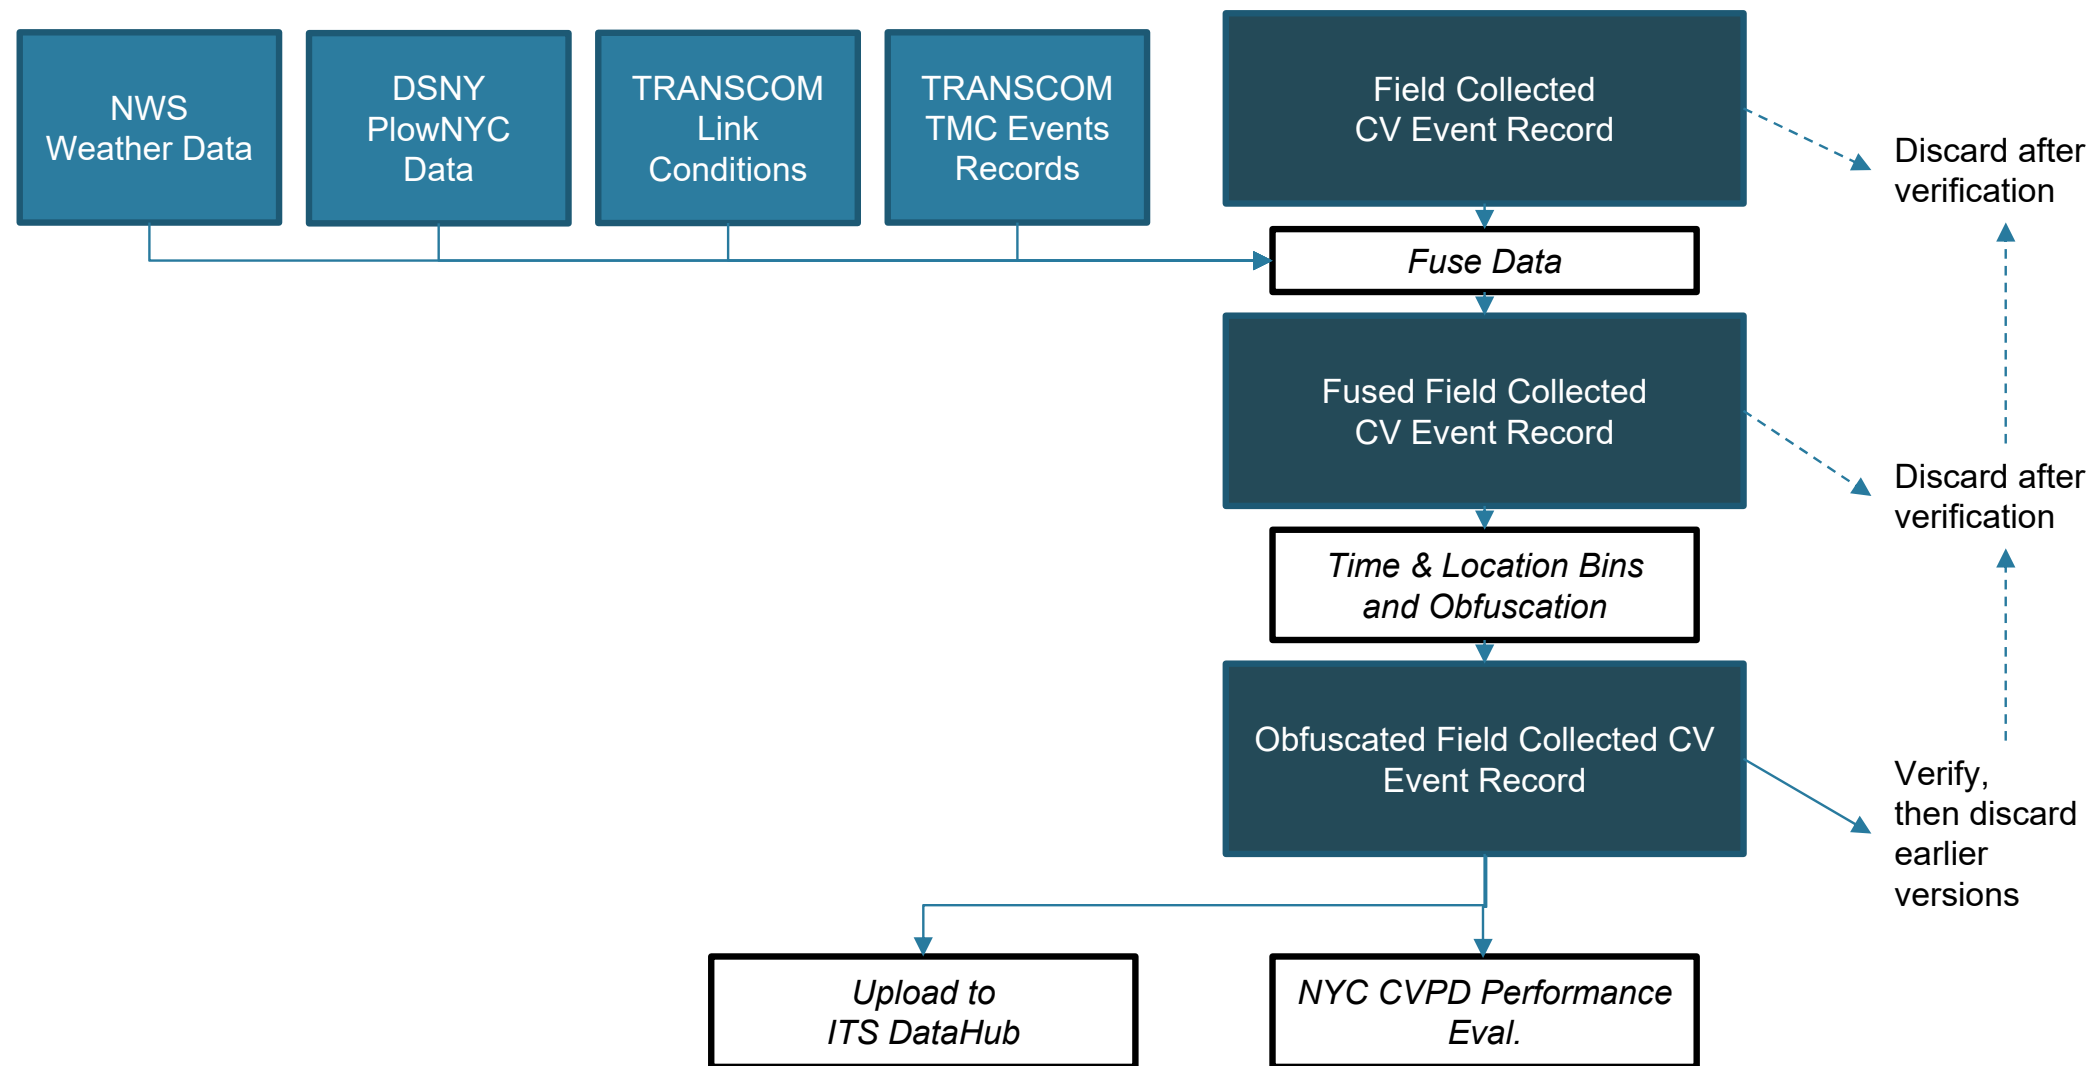 NWS
Weather Data
DSNY
PlowNYC
Data
TRANSCOM
Link
Conditions
TRANSCOM
TMC Events
Records
Field Collected
CV Event Record
Discard after
verification
Fuse Data
Fused Field Collected
CV Event Record
Discard after
verification
Time & Location Bins
and Obfuscation
Obfuscated Field Collected CV
Event Record
Verify,
then discard
earlier
versions
Upload to
ITS DataHub
NYC CVPD Performance
Eval.